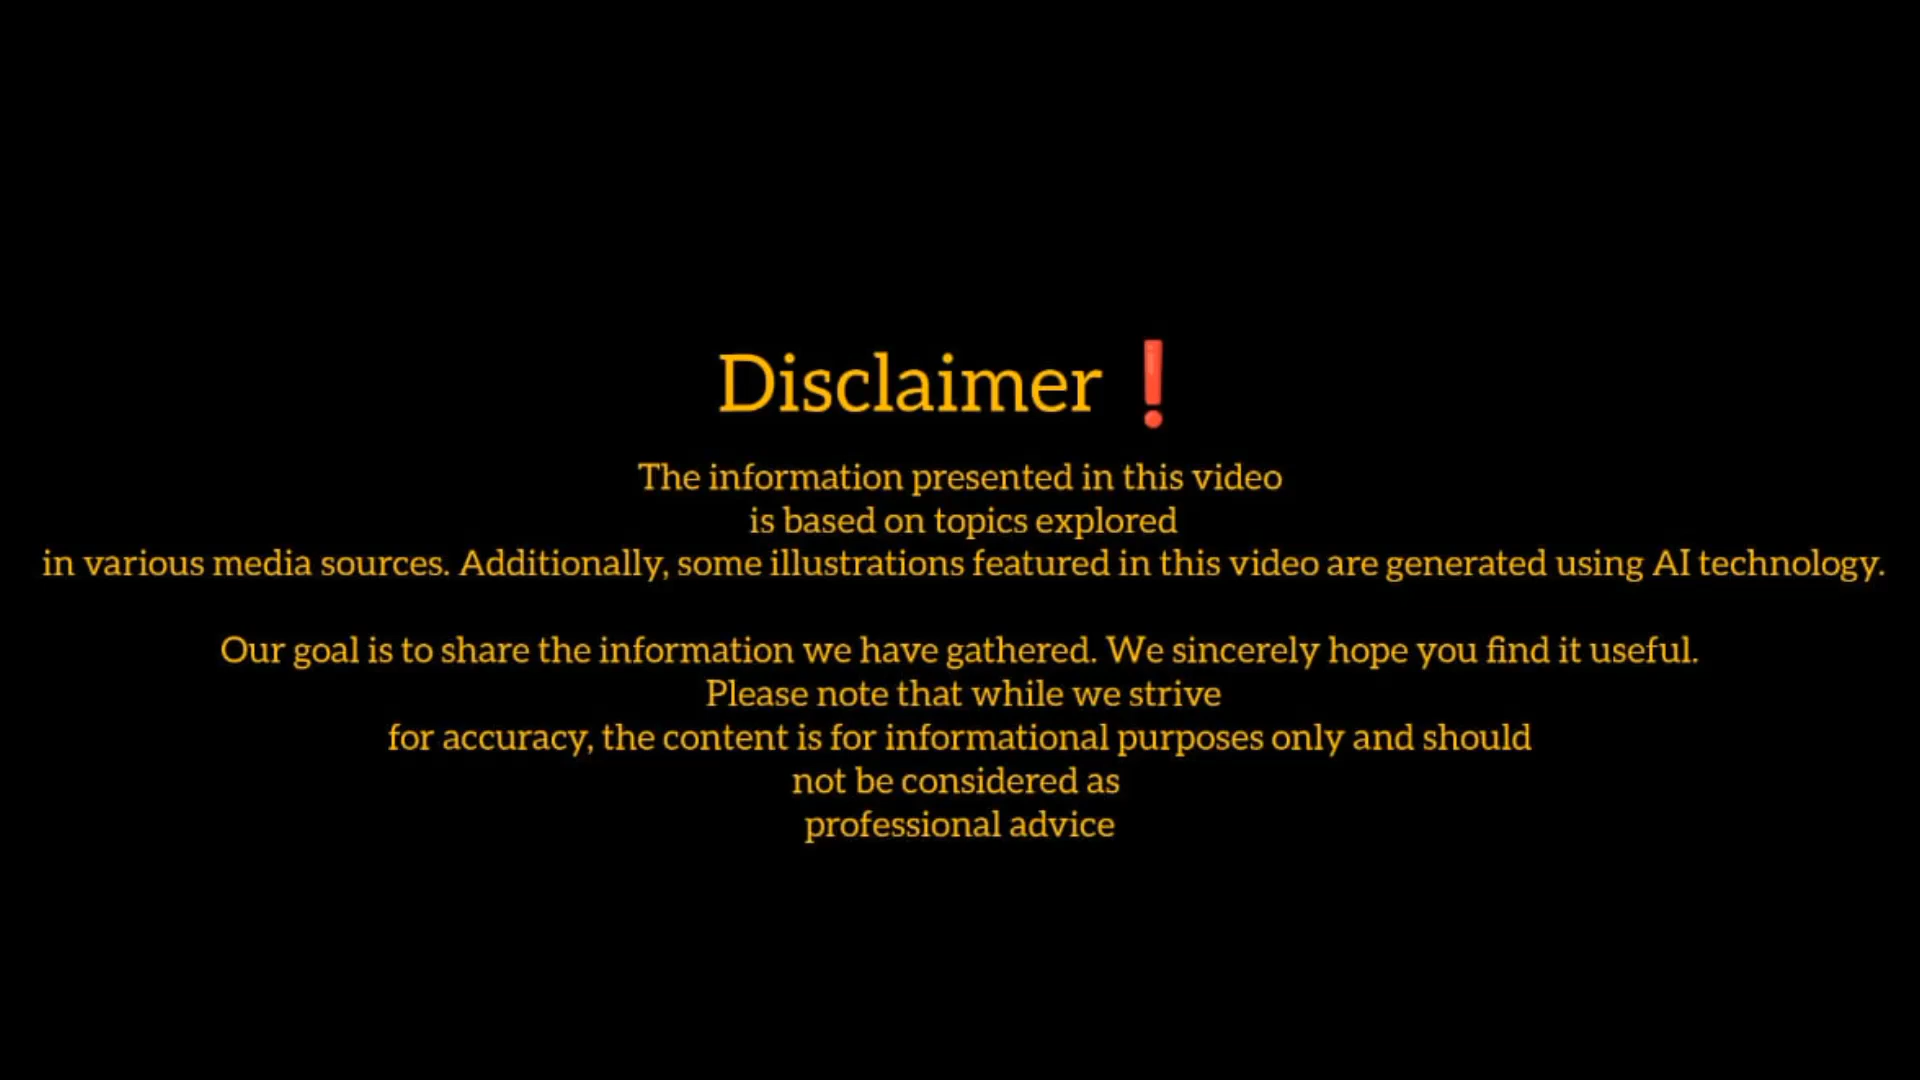 Disclaimer❗
The information presented in this video
is based on topics explored
in various media sources. Additionally, some illustrations featured in this video are generated using AI technology.
Our goal is to share the information we have gathered. We sincerely hope you find it useful.
Please note that while we strive
for accuracy, the content is for informational purposes only and should
not be considered as
professional advice